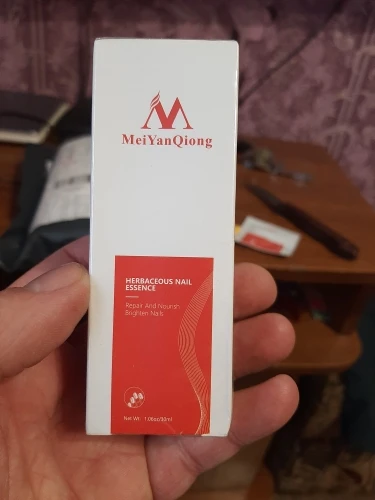 MeiYanQiong
HERBACEOUS NAIL
ESSENCE
Repair And Nourish
Brighten Nails
Net Wt: 1.06oz/30ml